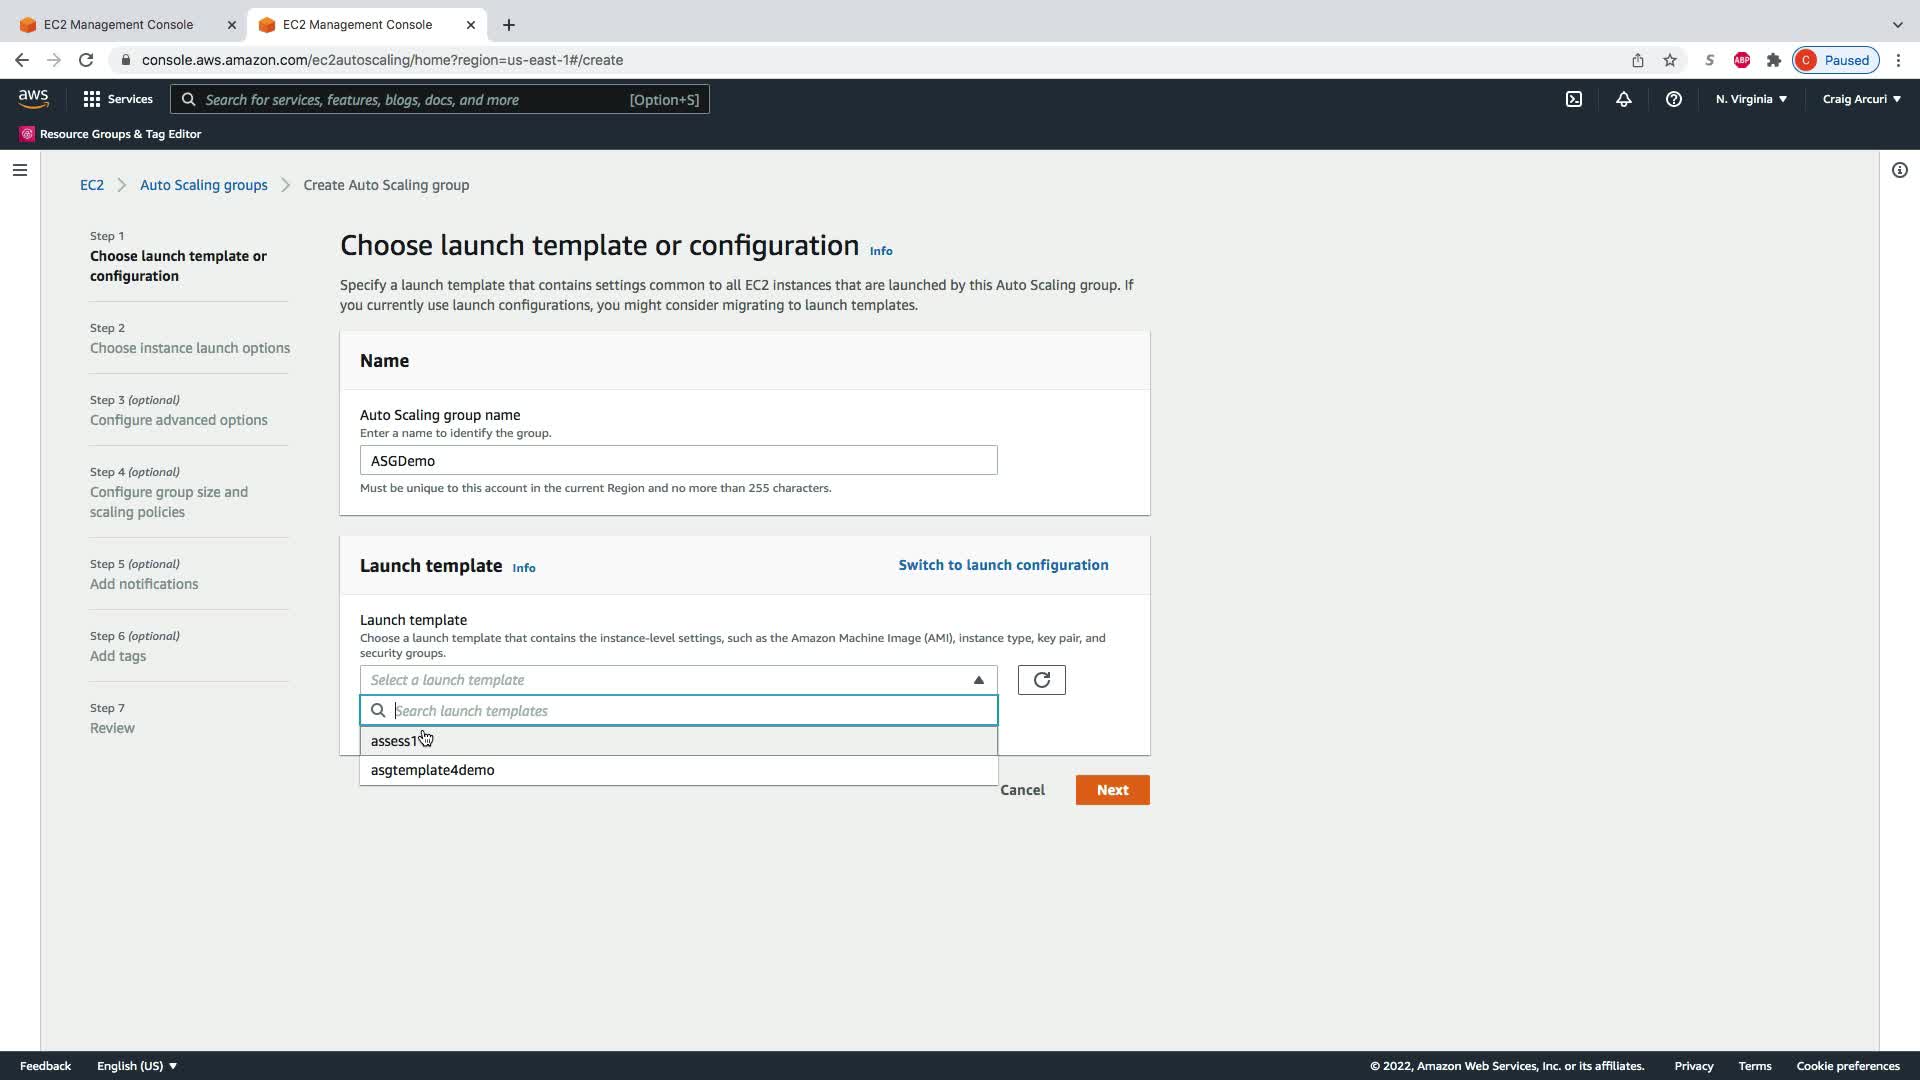 EC2 Management Console
EC2 Management Console
console.aws.amazon.com/ec2autoscaling/home?region=us-east-1#/create
S
ABP
C Paused
aws
Services
Search for services, features, blogs, docs, and more [Option+S]
N. Virginia
Craig Arcuri
Resource Groups & Tag Editor
EC2 Auto Scaling groups Create Auto Scaling group
Step 1
Choose launch template or
configuration
Step 2
Choose instance launch options
Step 3 (optional)
Configure advanced options
Step 4 (optional)
Configure group size and
scaling policies
Step 5 (optional)
Add notifications
Step 6 (optional)
Add tags
Step 7
Review
Choose launch template or configuration Info
Specify a launch template that contains settings common to all EC2 instances that are launched by this Auto Scaling group. If
you currently use launch configurations, you might consider migrating to launch templates.
Name
Auto Scaling group name
Enter a name to identify the group.
ASGDemo
Must be unique to this account in the current Region and no more than 255 characters.
Launch template Info
Switch to launch configuration
Launch template
Choose a launch template that contains the instance-level settings, such as the Amazon Machine Image (AMI), instance type, key pair, and
security groups.
Select a launch template
Search launch templates
assess1
asgtemplate4demo
Cancel
Next
Feedback
English (US)
© 2022, Amazon Web Services, Inc. or its affiliates.
Privacy
Terms
Cookie preferences